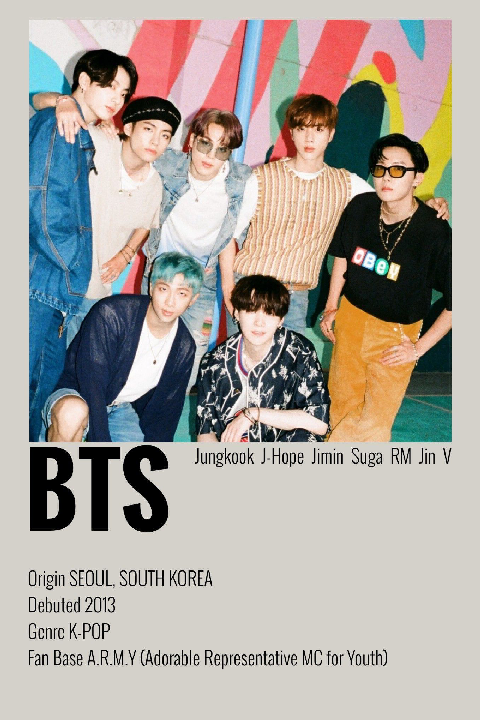 obey
BTS
Jungkook J-Hope Jimin Suga RM Jin V
Origin SEOUL, SOUTH KOREA
Debuted 2013
Genre K-POP
Fan Base A.R.M.Y (Adorable Representative MC for Youth)